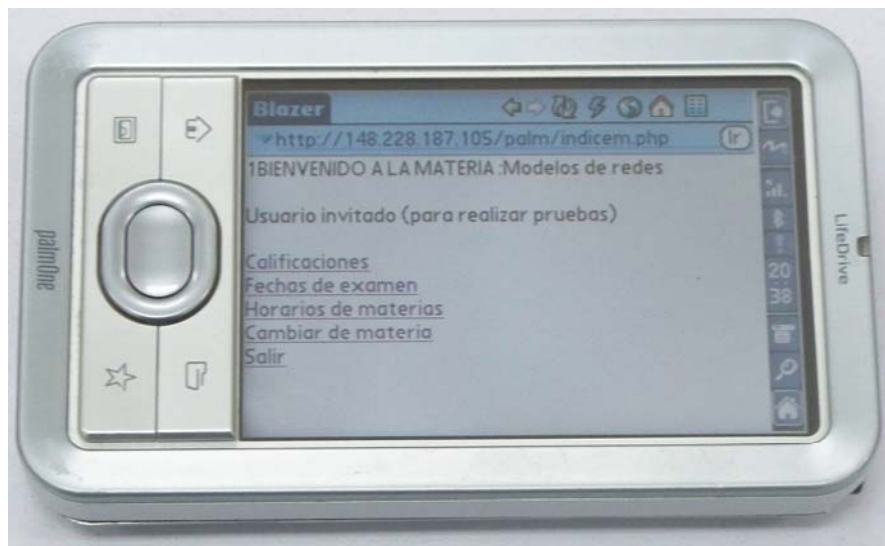 palmOne
Blazer
http://148.228.187.105/palm/indicem.php
Ir
1BIENVENIDO A LA MATERIA :Modelos de redes
Usuario invitado (para realizar pruebas)
Calificaciones
Fechas de examen
Horarios de materias
Cambiar de materia
Salir
20
38
LifeDrive